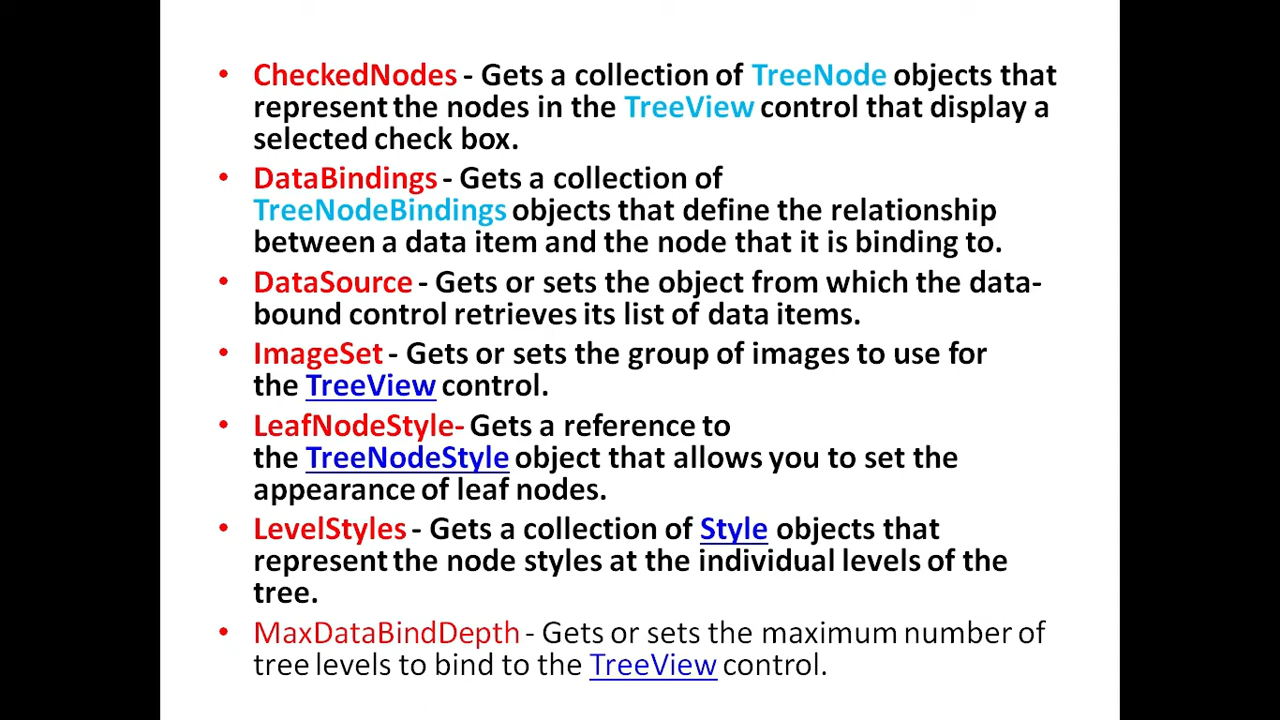 • CheckedNodes - Gets a collection of TreeNode objects that
represent the nodes in the TreeView control that display a
selected check box.
• DataBindings - Gets a collection of
TreeNodeBindings objects that define the relationship
between a data item and the node that it is binding to.
• DataSource - Gets or sets the object from which the data-
bound control retrieves its list of data items.
• ImageSet - Gets or sets the group of images to use for
the TreeView control.
• LeafNodeStyle- Gets a reference to
the TreeNodeStyle object that allows you to set the
appearance of leaf nodes.
• LevelStyles - Gets a collection of Style objects that
represent the node styles at the individual levels of the
tree.
• MaxDataBindDepth - Gets or sets the maximum number of
tree levels to bind to the TreeView control.